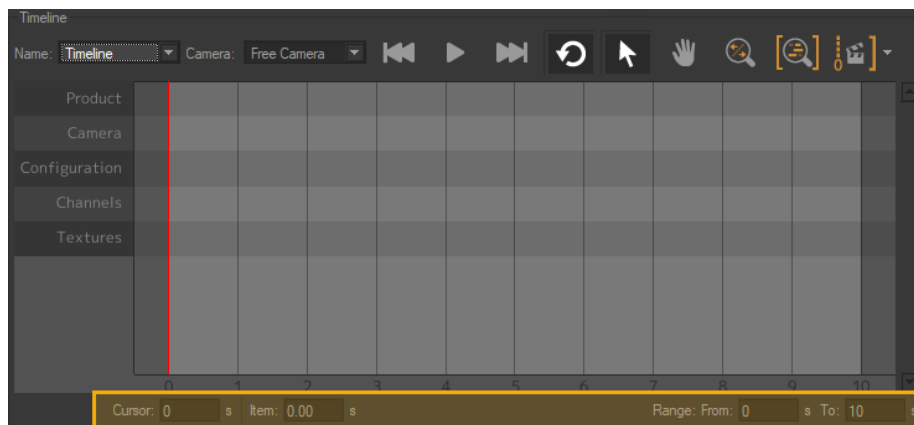 Timeline
Name: Timeline Camera: Free Camera
Product
Camera
Configuration
Channels
Textures
0 1 2 3 4 5 6 7 8 9 10
Cursor: 0 s Item: 0.00 s Range: From: 0 s To: 10 s